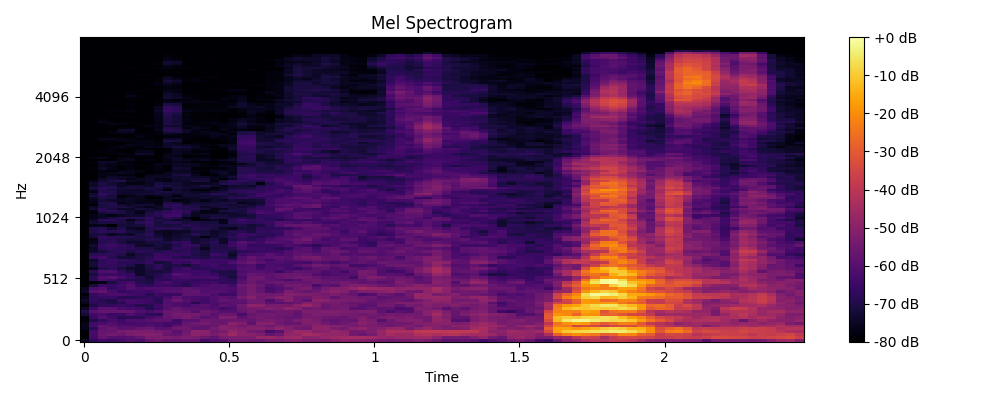 Mel Spectrogram
Hz
4096
2048
1024
512
0
0
0.5
1
1.5
2
Time
+0 dB
-10 dB
-20 dB
-30 dB
-40 dB
-50 dB
-60 dB
-70 dB
-80 dB